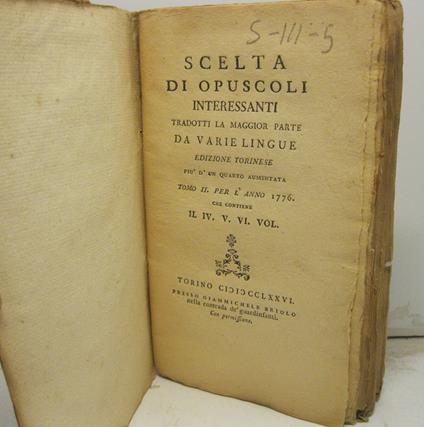 S-III-5
SCELTA
DI OPUSCOLI
INTERESSANTI
TRADOTTI LA MAGGIOR PARTE
DA VARIE LINGUE
EDIZIONE TORINESE
PIU' D' UN QUARTO AUMENTATA
TOMO II. PER L' ANNO 1776.
CHE CONTIENE
IL IV. V. VI. VOL.
TORINO CIƆIƆCCLXXVI.
PRESSO GIAMMICHELE BRIOLO
nella contrada de' guardinfanti.
Con permissione.